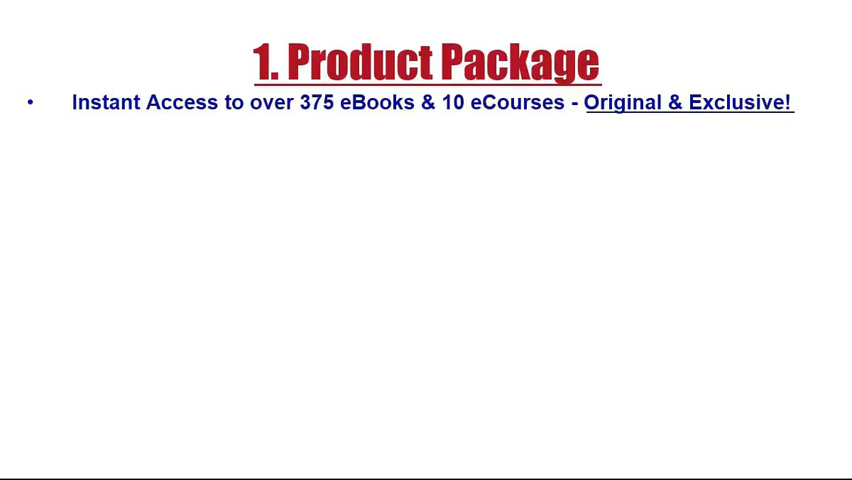 1. Product Package
• Instant Access to over 375 eBooks & 10 eCourses - Original & Exclusive!